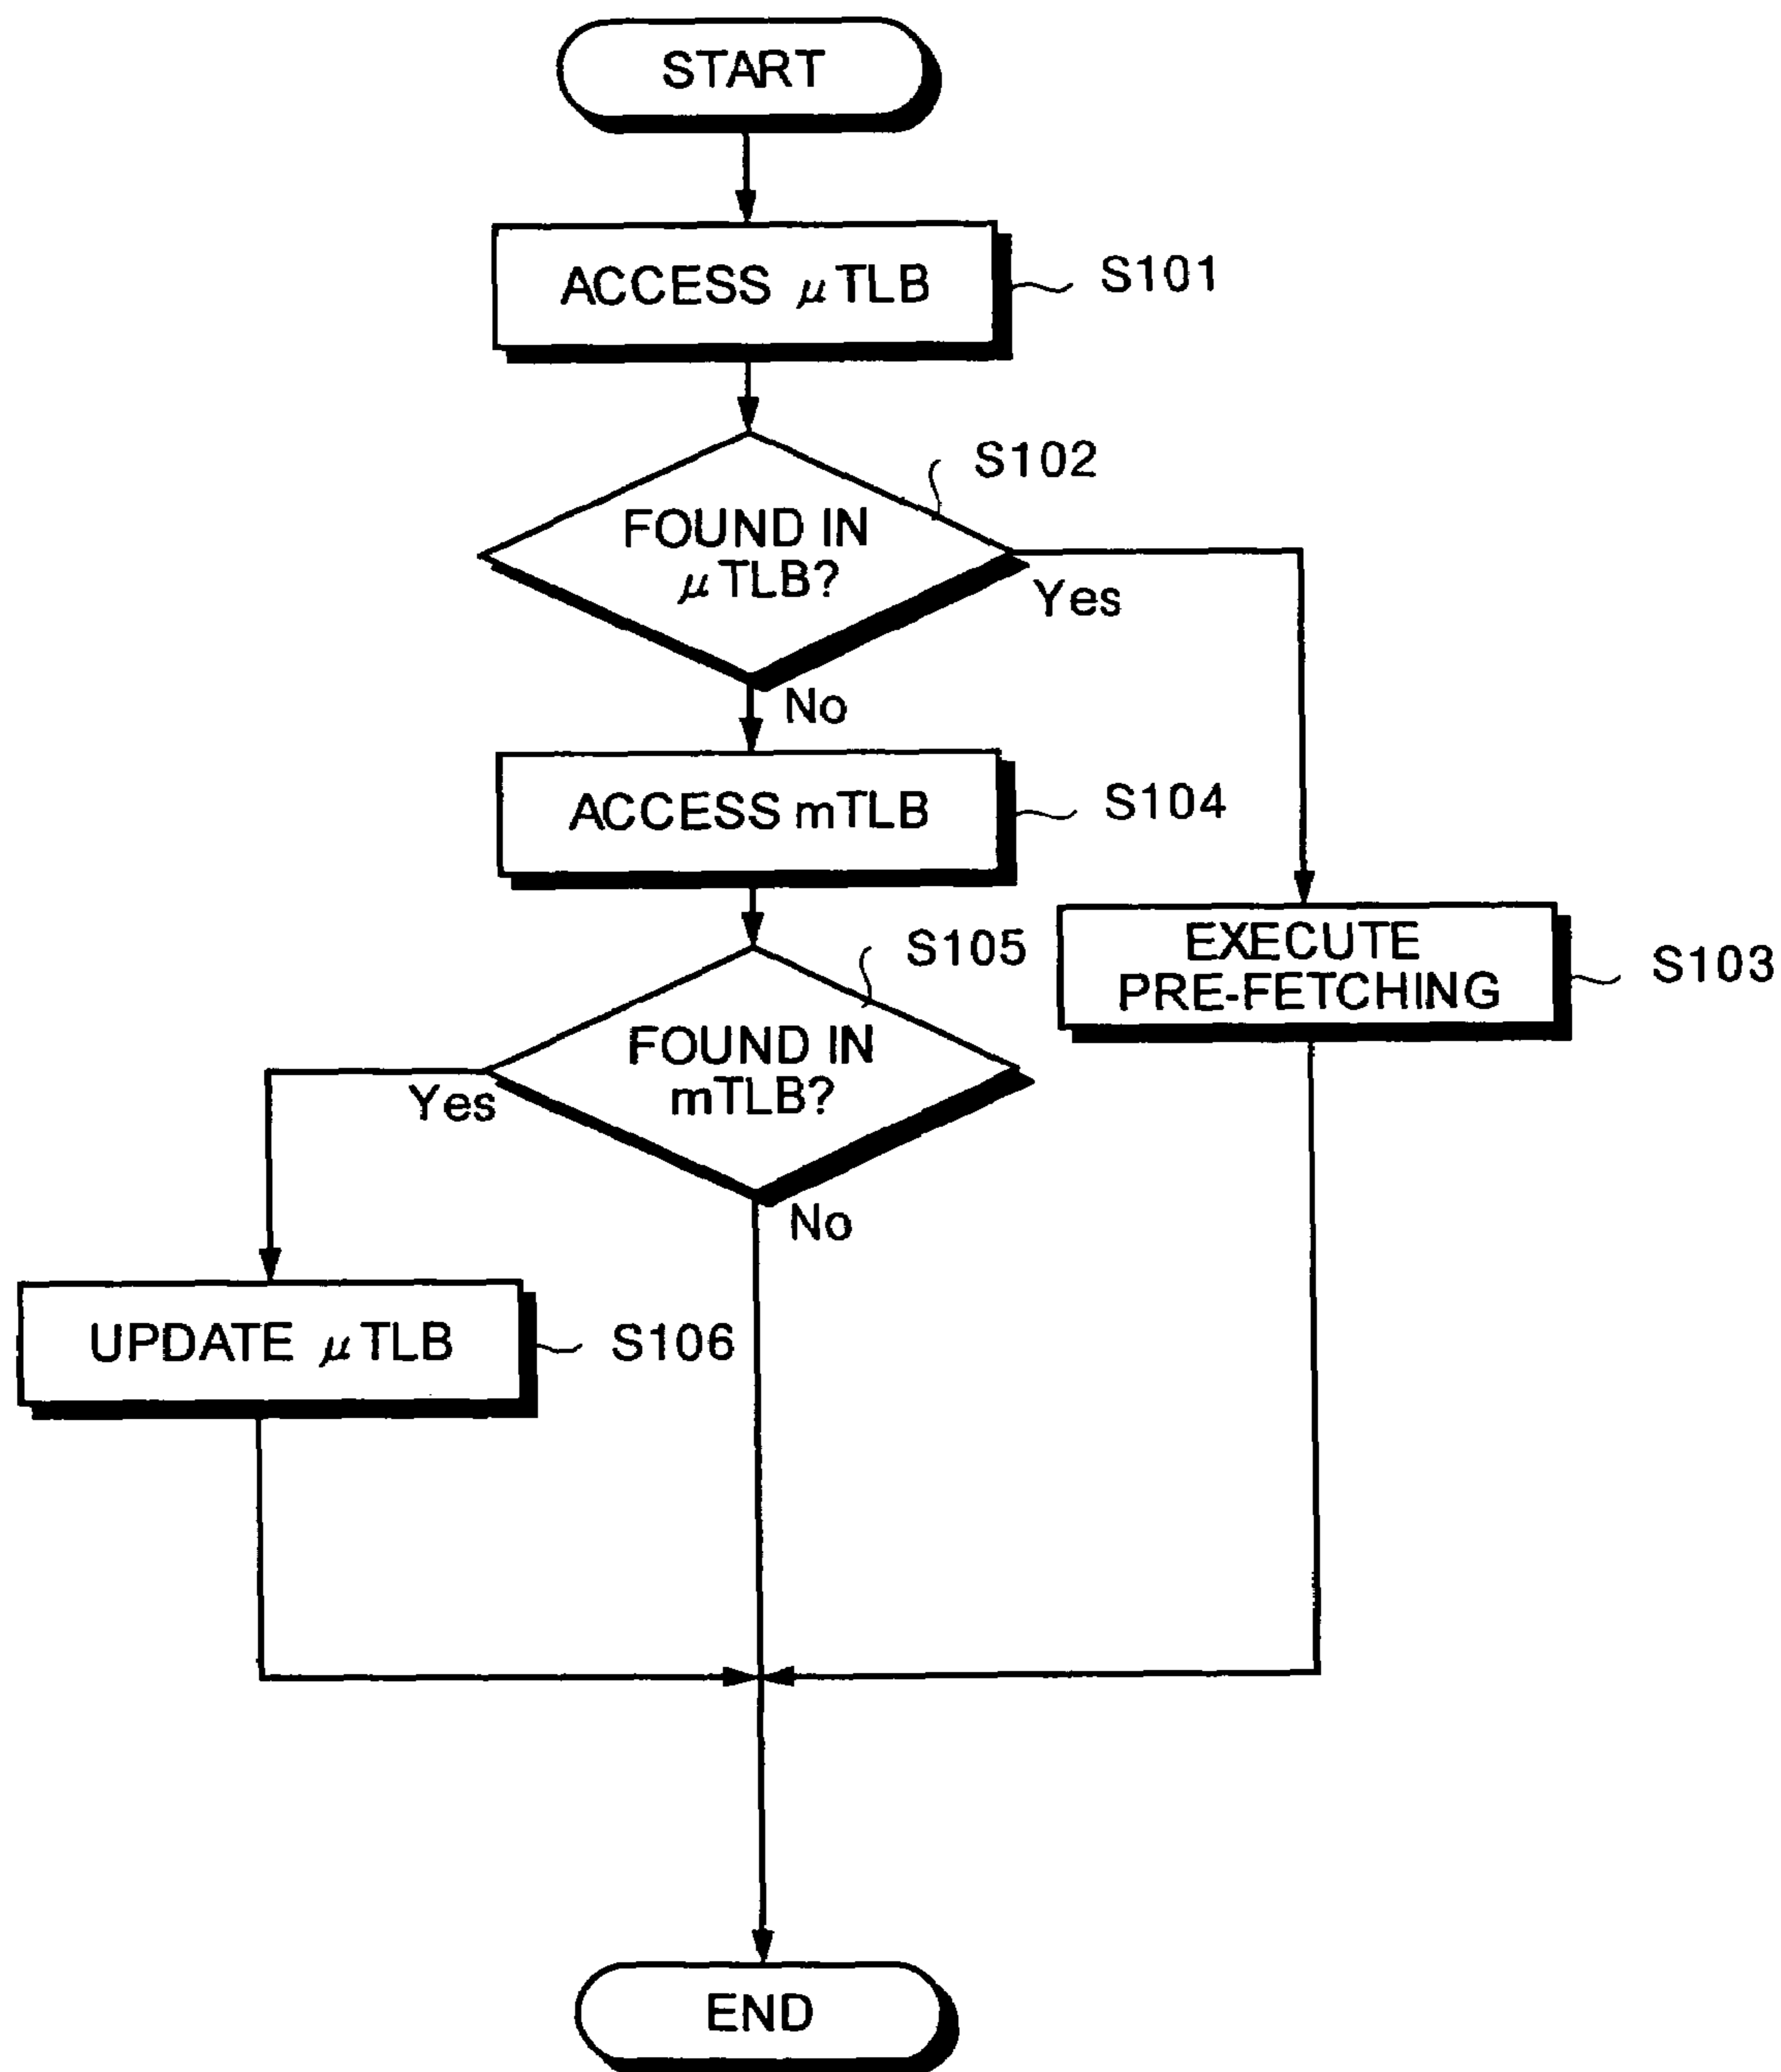 START
ACCESS μTLB
S101
S102
FOUND IN
μTLB?
Yes
No
ACCESS mTLB
S104
EXECUTE
PRE-FETCHING
S103
S105
FOUND IN
mTLB?
Yes
No
UPDATE μTLB
S106
END